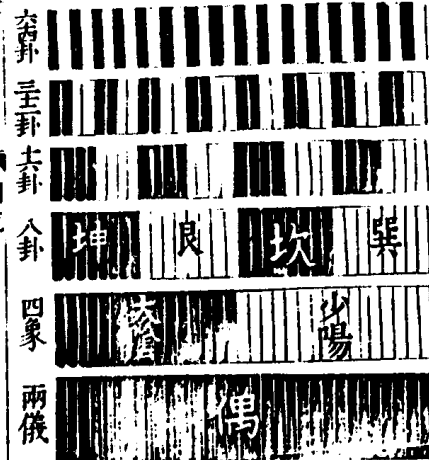 六十四卦
三十二卦
十六卦
八卦 坤 艮 坎 巽
四象 太陰 少陽
兩儀 偶